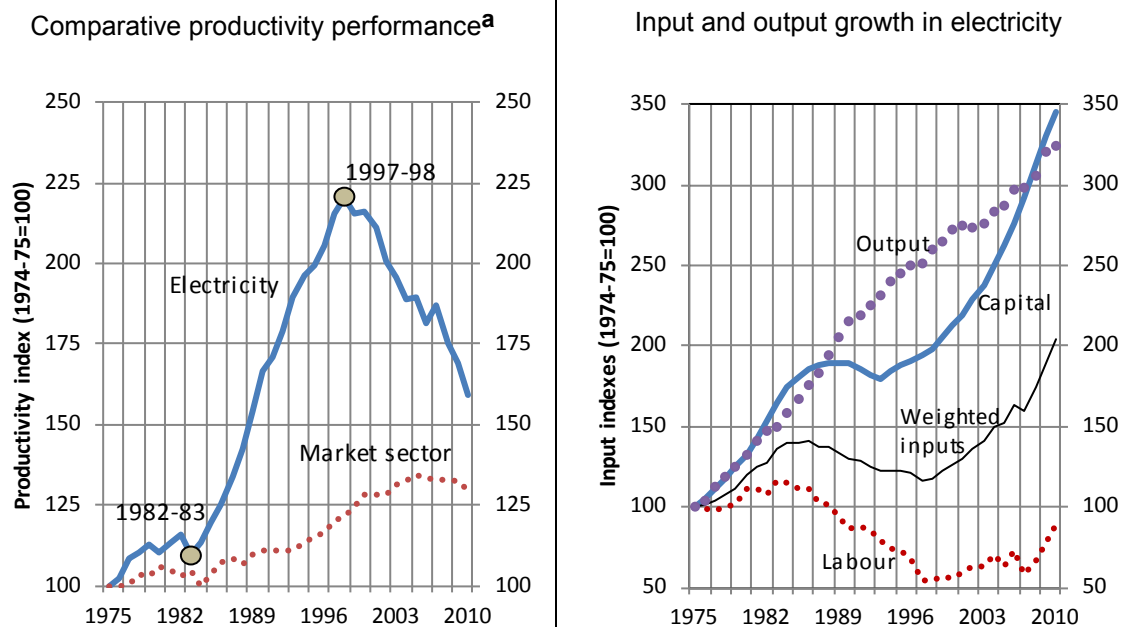 Comparative productivity performancea
250
225
200
175
150
125
100
Productivity index (1974-75=100)
1997-98
Electricity
Market sector
1982-83
250
225
200
175
150
125
100
1975 1982 1989 1996 2003 2010
Input and output growth in electricity
350
300
250
200
150
100
50
Input indexes (1974-75=100)
Output
Capital
Weighted
inputs
Labour
350
300
250
200
150
100
50
1975 1982 1989 1996 2003 2010